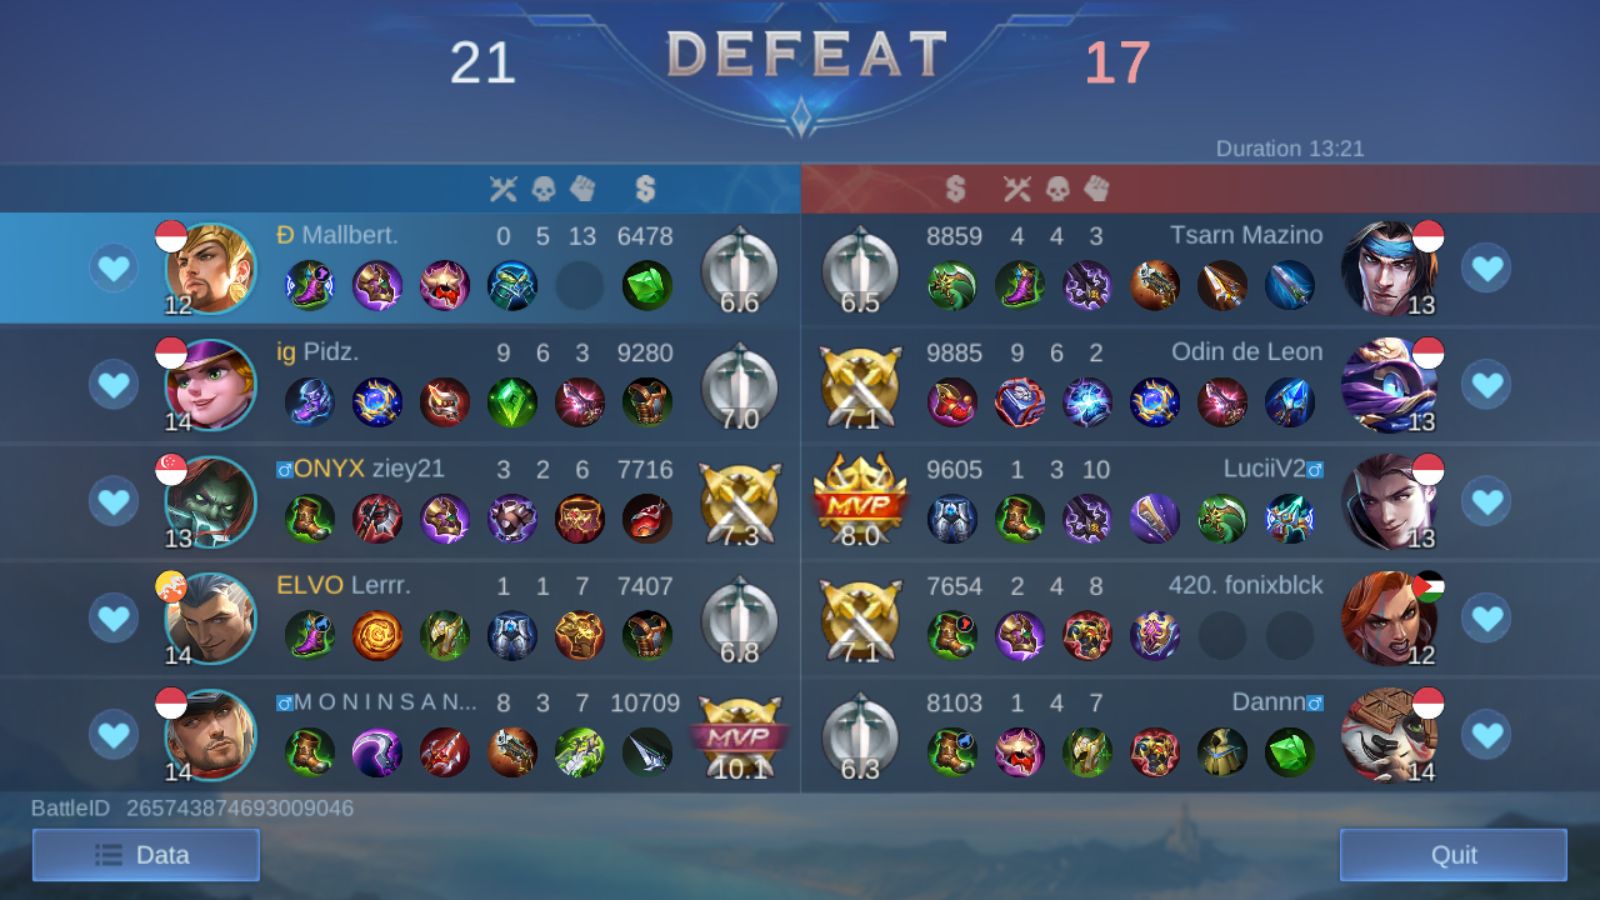 21 DEFEAT 17
Duration 13:21
Ð Mallbert. 0 5 13 6478 6.6
12
6.5 8859 4 4 3 Tsarn Mazino
13
ig Pidz. 9 6 3 9280 7.0
14
7.1 9885 9 6 2 Odin de Leon
13
♂ONYX ziey21 3 2 6 7716 7.3
13
MVP 8.0 9605 1 3 10 LuciiV2♂
13
ELVO Lerrr. 1 1 7 7407 6.8
14
7.1 7654 2 4 8 420. fonixblck
12
♂M O N I N S A N... 8 3 7 10709 MVP 10.1
14
6.3 8103 1 4 7 Dannn♂
14
BattleID 265743874693009046
Data
Quit